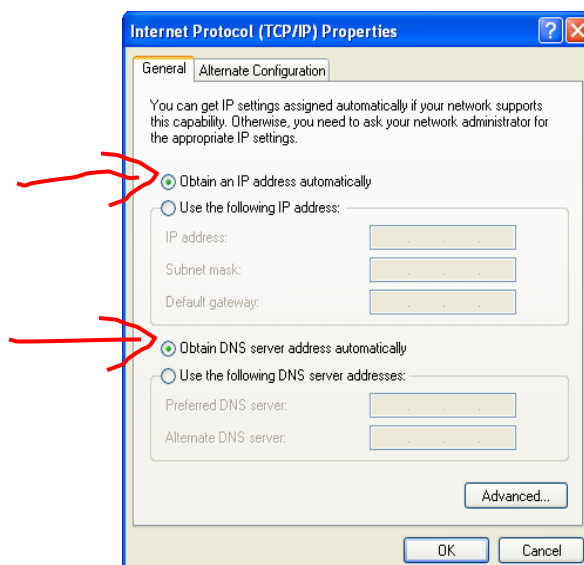 Internet Protocol (TCP/IP) Properties
General
Alternate Configuration
You can get IP settings assigned automatically if your network supports
this capability. Otherwise, you need to ask your network administrator for
the appropriate IP settings.
Obtain an IP address automatically
Use the following IP address:
IP address:
Subnet mask:
Default gateway:
Obtain DNS server address automatically
Use the following DNS server addresses:
Preferred DNS server:
Alternate DNS server:
Advanced...
OK
Cancel